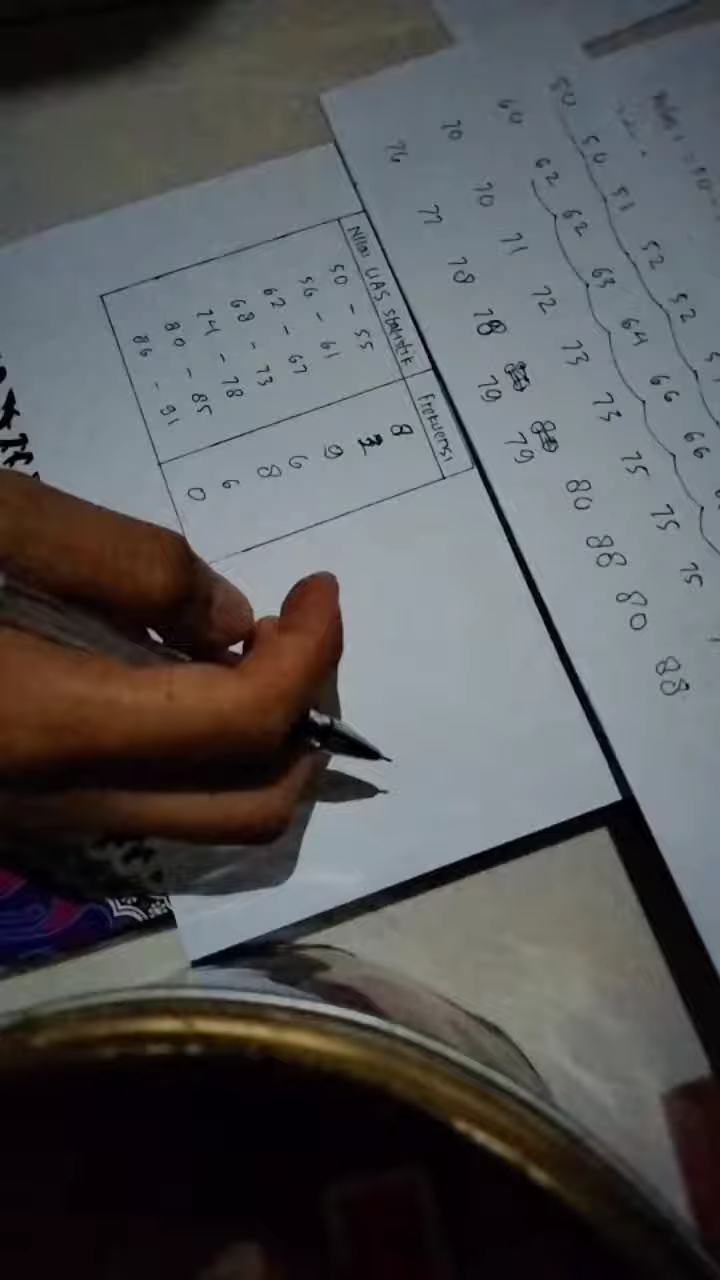 50 50 51 52 52
60 62 62 63 64 66 66
70 70 71 72 73 73 75 75 75
76 77 78 78 80 88 80 88
79 79
Nilai UAS Statistik Frekuensi
50 - 55 8
56 - 61
62 - 67 9
68 - 73 6
74 - 78 8
80 - 85 6
86 - 91 0